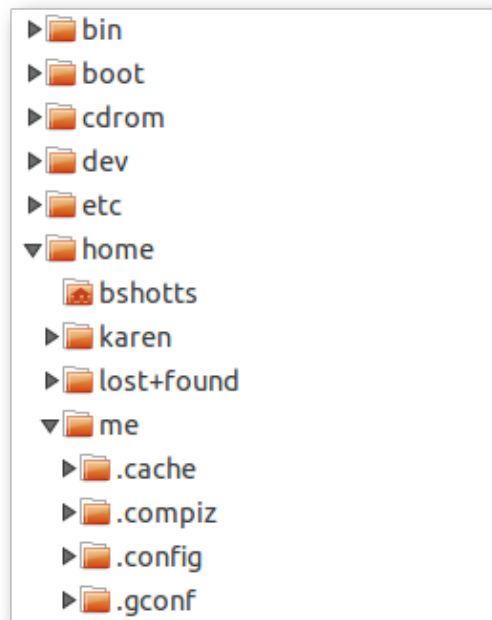 bin
boot
cdrom
dev
etc
home
bshotts
karen
lost+found
me
.cache
.compiz
.config
.gconf